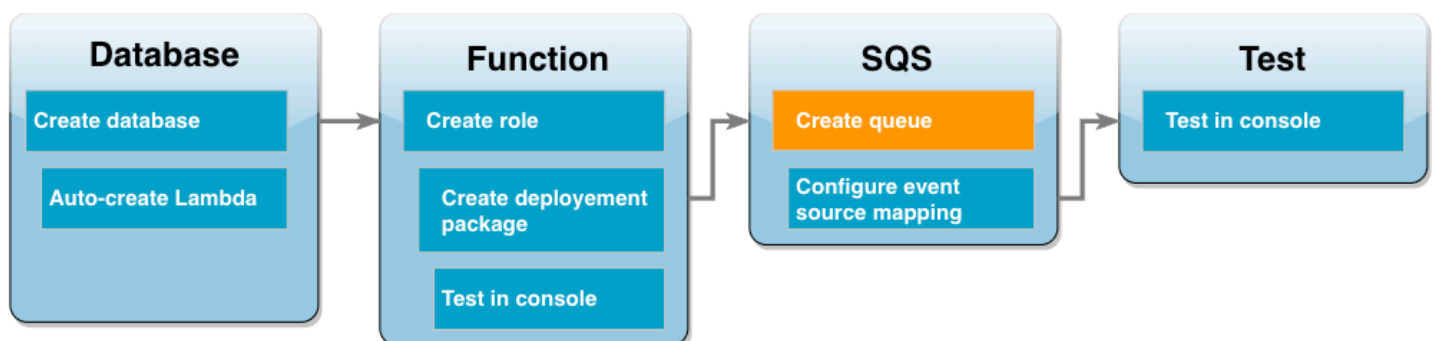 Database
Create database
Auto-create Lambda
Function
Create role
Create deployement
package
Test in console
SQS
Create queue
Configure event
source mapping
Test
Test in console